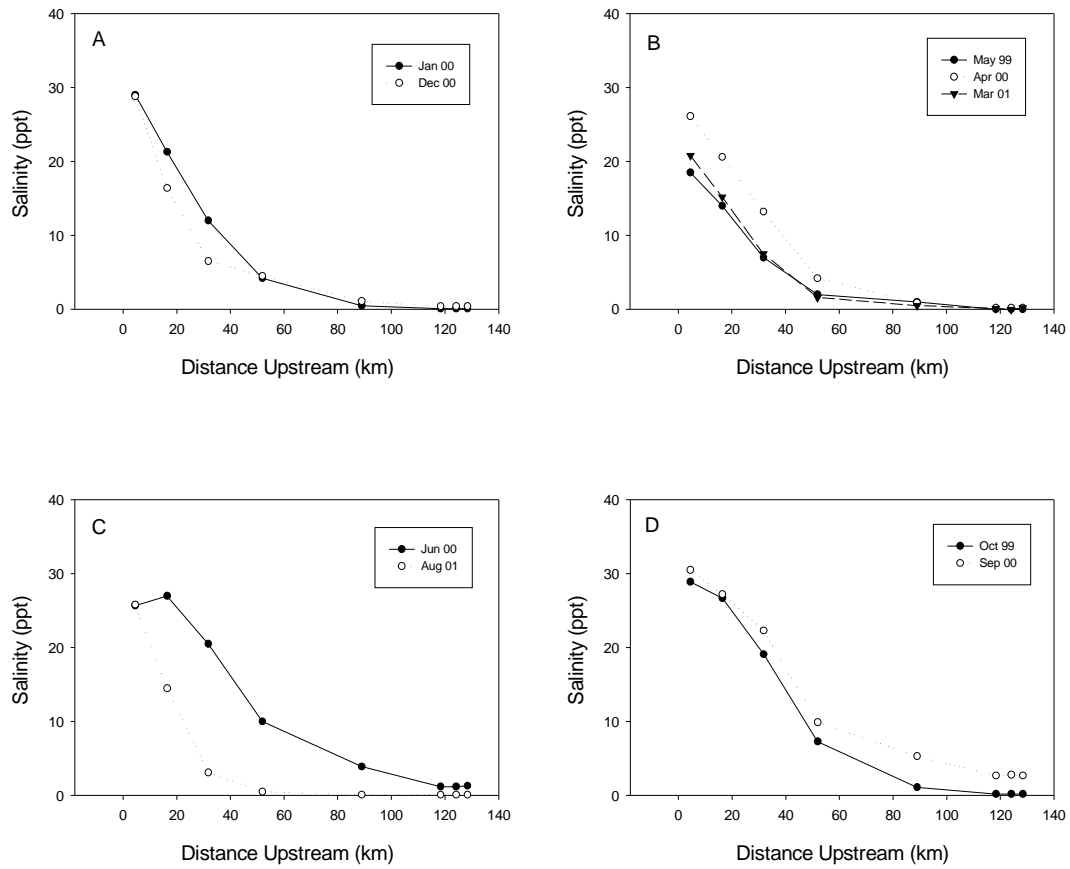 A
Jan 00
Dec 00
40
30
20
10
0
Salinity (ppt)
0 20 40 60 80 100 120 140
Distance Upstream (km)
B
May 99
Apr 00
Mar 01
40
30
20
10
0
Salinity (ppt)
0 20 40 60 80 100 120 140
Distance Upstream (km)
C
Jun 00
Aug 01
40
30
20
10
0
Salinity (ppt)
0 20 40 60 80 100 120 140
Distance Upstream (km)
D
Oct 99
Sep 00
40
30
20
10
0
Salinity (ppt)
0 20 40 60 80 100 120 140
Distance Upstream (km)